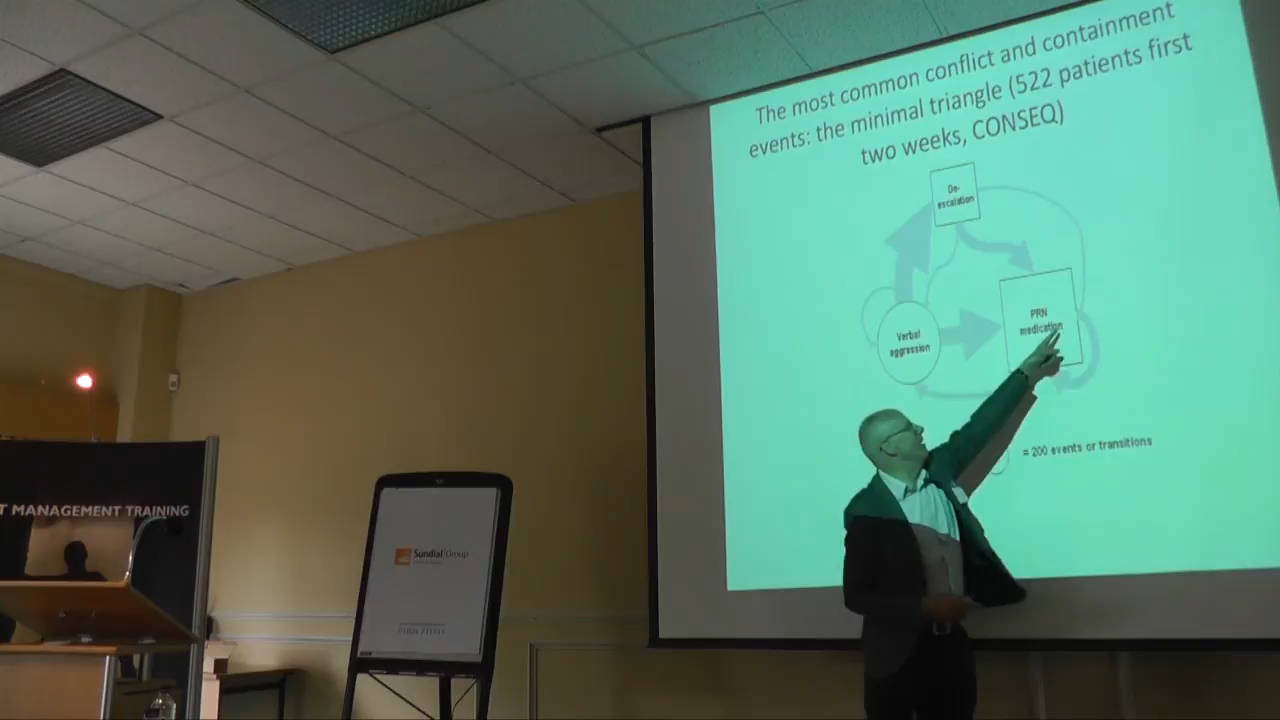 The most common conflict and containment
events: the minimal triangle (522 patients first
two weeks, CONSEQ)
De-
escalation
PRN
medication
Verbal
aggression
= 200 events or transitions
T MANAGEMENT TRAINING
Sundial Group